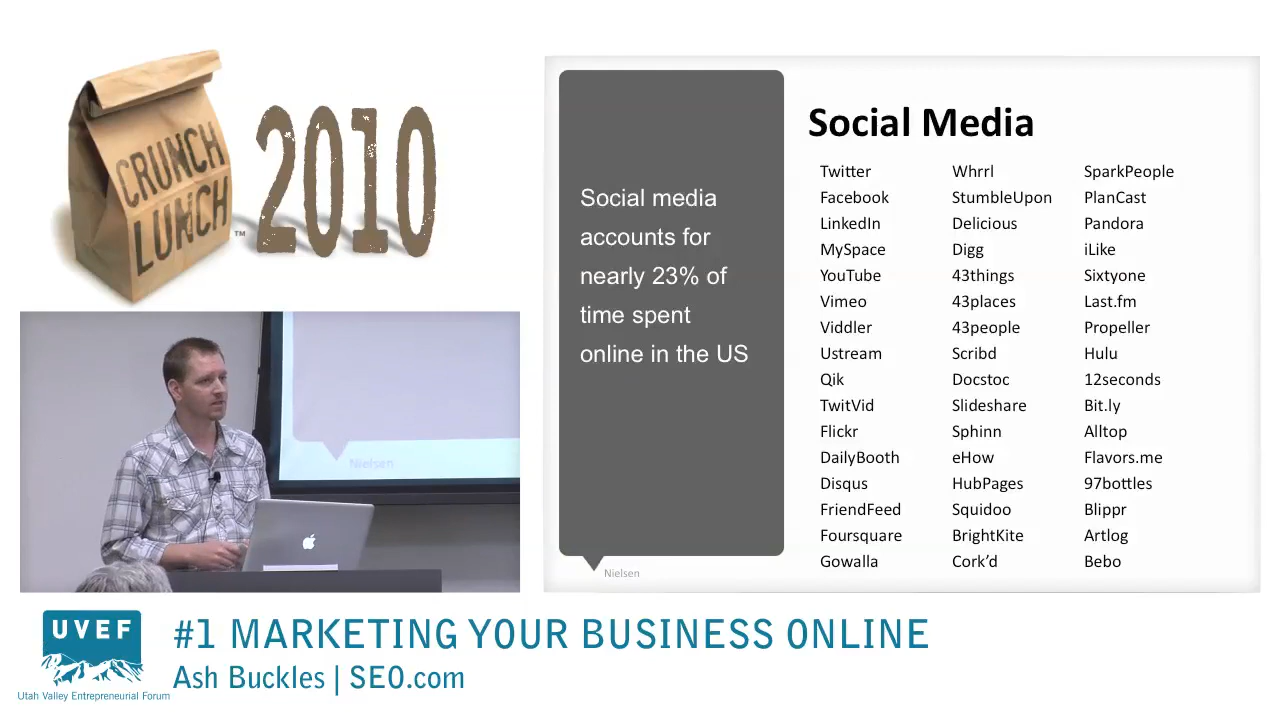 CRUNCH
LUNCH
™
2010
Social media
accounts for
nearly 23% of
time spent
online in the US
Nielsen
Social Media
Twitter
Facebook
LinkedIn
MySpace
YouTube
Vimeo
Viddler
Ustream
Qik
TwitVid
Flickr
DailyBooth
Disqus
FriendFeed
Foursquare
Gowalla
Whrrl
StumbleUpon
Delicious
Digg
43things
43places
43people
Scribd
Docstoc
Slideshare
Sphinn
eHow
HubPages
Squidoo
BrightKite
Cork’d
SparkPeople
PlanCast
Pandora
iLike
Sixtyone
Last.fm
Propeller
Hulu
12seconds
Bit.ly
Alltop
Flavors.me
97bottles
Blippr
Artlog
Bebo
Nielsen
UVEF
Utah Valley Entrepreneurial Forum
#1 MARKETING YOUR BUSINESS ONLINE
Ash Buckles | SEO.com